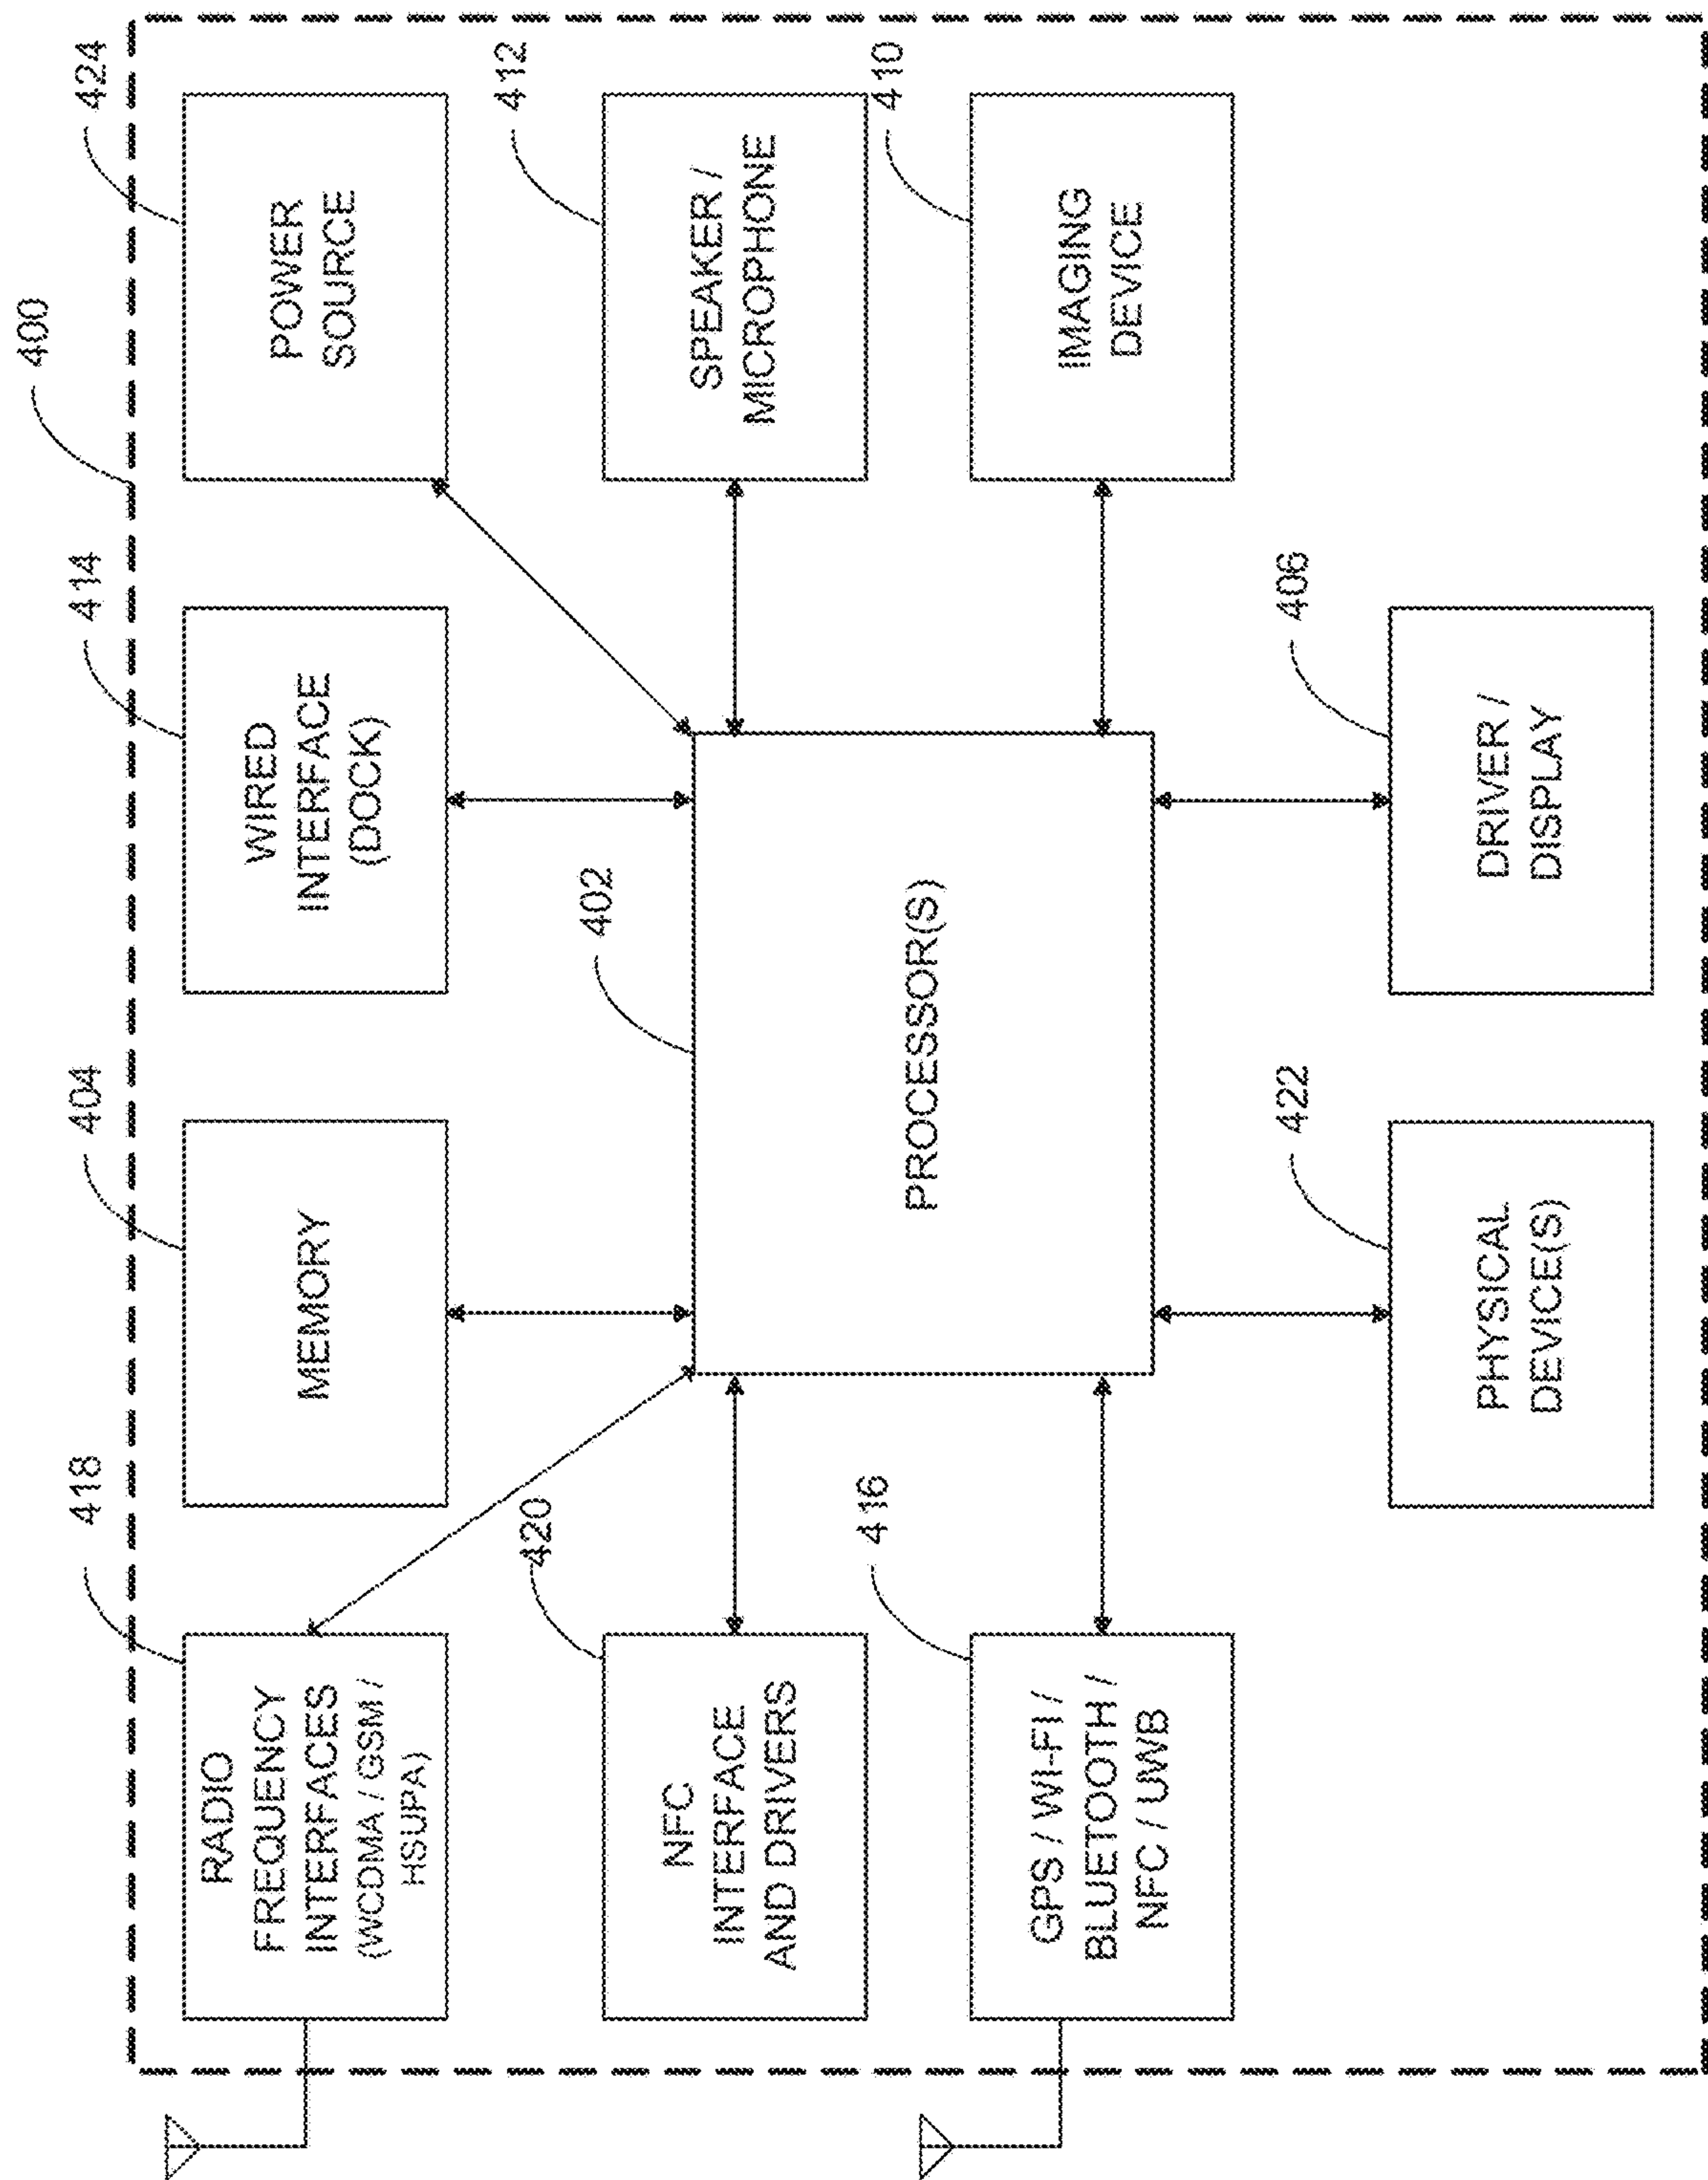 400
418
404
414
424
RADIO
FREQUENCY
INTERFACES
(WCDMA / GSM /
HSUPA)
MEMORY
WIRED
INTERFACE
(DOCK)
POWER
SOURCE
420
402
412
NFC
INTERFACE
AND DRIVERS
PROCESSOR(S)
SPEAKER /
MICROPHONE
416
410
GPS / WI-FI /
BLUETOOTH /
NFC / UWB
IMAGING
DEVICE
422
406
PHYSICAL
DEVICE(S)
DRIVER /
DISPLAY